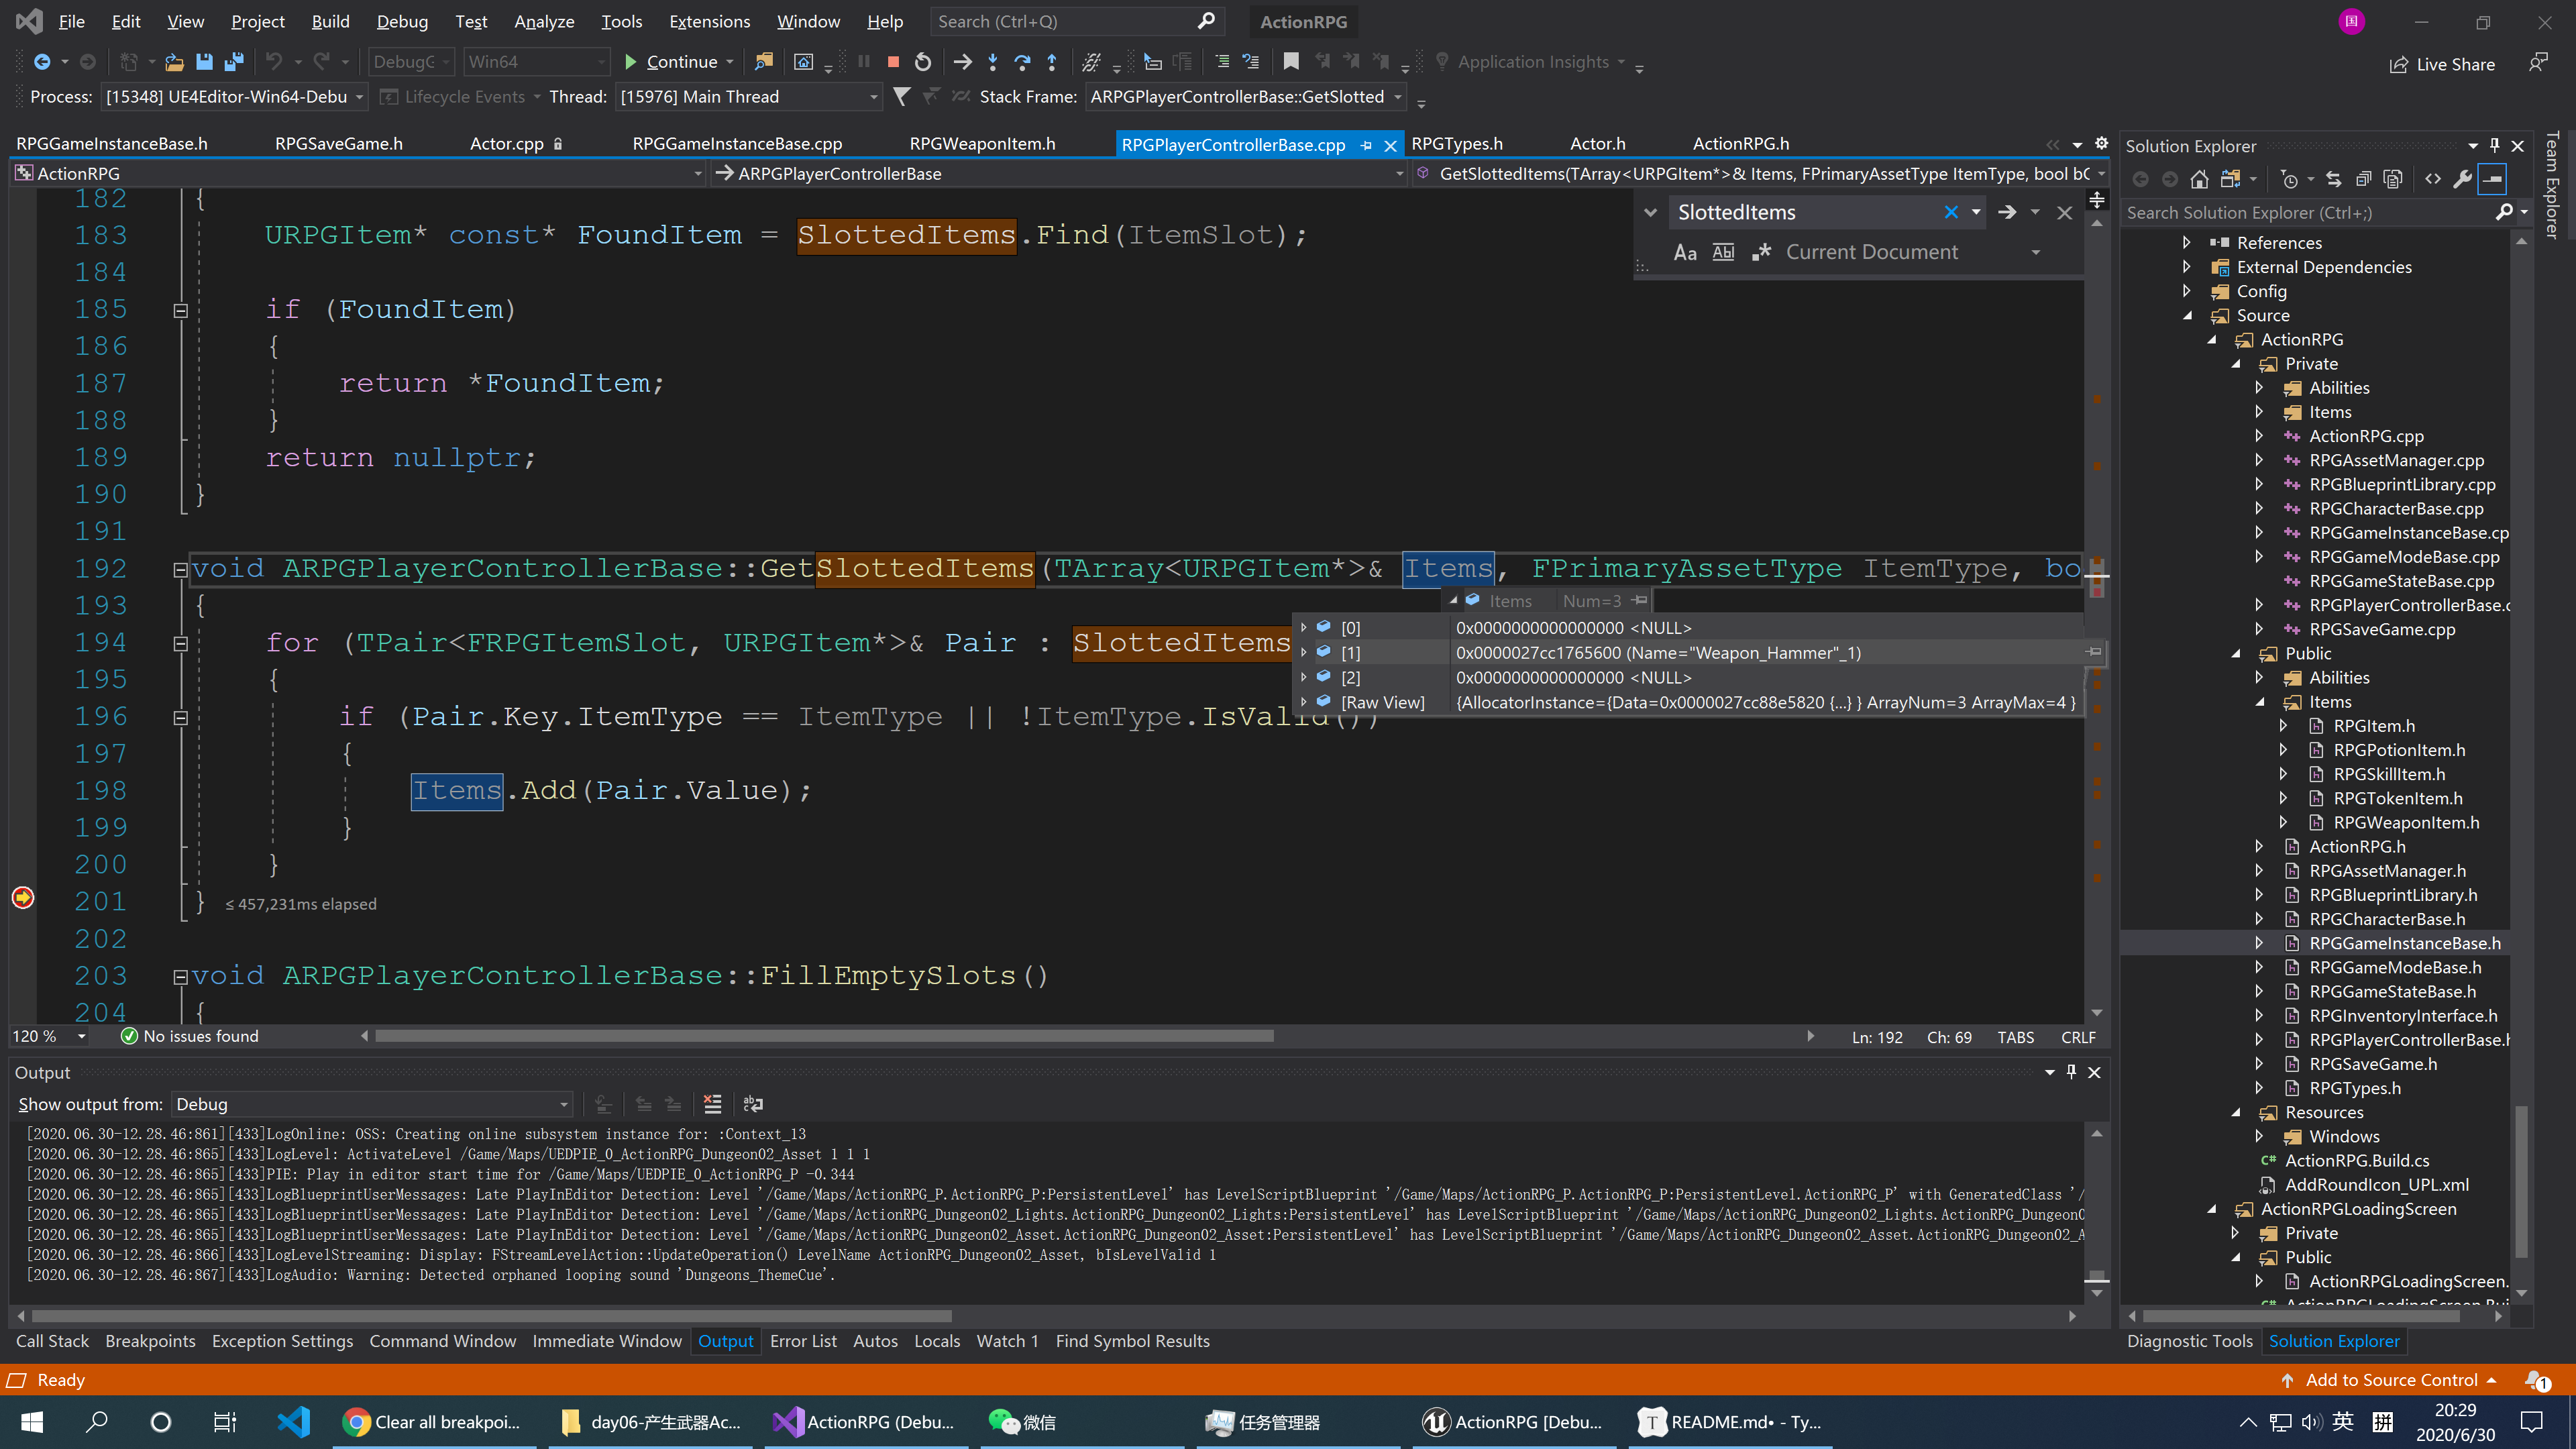 File Edit View Project Build Debug Test Analyze Tools Extensions Window Help Search (Ctrl+Q) ActionRPG 国
DebugG Win64 Continue Application Insights Live Share
Process: [15348] UE4Editor-Win64-Debu Lifecycle Events Thread: [15976] Main Thread Stack Frame: ARPGPlayerControllerBase::GetSlotted
RPGGameInstanceBase.h RPGSaveGame.h Actor.cpp RPGGameInstanceBase.cpp RPGWeaponItem.h RPGPlayerControllerBase.cpp RPGTypes.h Actor.h ActionRPG.h
ActionRPG ARPGPlayerControllerBase GetSlottedItems(TArray<URPGItem*>& Items, FPrimaryAssetType ItemType, bool bO
SlottedItems
Aa Abl .* Current Document
182 {
183 URPGItem* const* FoundItem = SlottedItems.Find(ItemSlot);
184
185 if (FoundItem)
186 {
187 return *FoundItem;
188 }
189 return nullptr;
190 }
191
192 void ARPGPlayerControllerBase::GetSlottedItems(TArray<URPGItem*>& Items, FPrimaryAssetType ItemType, bo
Items Num=3
193 {
[0] 0x0000000000000000 <NULL>
194 for (TPair<FRPGItemSlot, URPGItem*>& Pair : SlottedItems
[1] 0x0000027cc1765600 (Name="Weapon_Hammer"_1)
195 {
[2] 0x0000000000000000 <NULL>
[Raw View] {AllocatorInstance={Data=0x0000027cc88e5820 {...} } ArrayNum=3 ArrayMax=4 }
196 if (Pair.Key.ItemType == ItemType || !ItemType.IsValid())
197 {
198 Items.Add(Pair.Value);
199 }
200 }
201 } ≤ 457,231ms elapsed
202
203 void ARPGPlayerControllerBase::FillEmptySlots()
204 {
120 % No issues found Ln: 192 Ch: 69 TABS CRLF
Output
Show output from: Debug
[2020.06.30-12.28.46:861][433]LogOnline: OSS: Creating online subsystem instance for: :Context_13
[2020.06.30-12.28.46:865][433]LogLevel: ActivateLevel /Game/Maps/UEDPIE_0_ActionRPG_Dungeon02_Asset 1 1 1
[2020.06.30-12.28.46:865][433]PIE: Play in editor start time for /Game/Maps/UEDPIE_0_ActionRPG_P -0.344
[2020.06.30-12.28.46:865][433]LogBlueprintUserMessages: Late PlayInEditor Detection: Level '/Game/Maps/ActionRPG_P.ActionRPG_P:PersistentLevel' has LevelScriptBlueprint '/Game/Maps/ActionRPG_P.ActionRPG_P:PersistentLevel.ActionRPG_P' with GeneratedClass '/
[2020.06.30-12.28.46:865][433]LogBlueprintUserMessages: Late PlayInEditor Detection: Level '/Game/Maps/ActionRPG_Dungeon02_Lights.ActionRPG_Dungeon02_Lights:PersistentLevel' has LevelScriptBlueprint '/Game/Maps/ActionRPG_Dungeon02_Lights.ActionRPG_Dungeon0
[2020.06.30-12.28.46:865][433]LogBlueprintUserMessages: Late PlayInEditor Detection: Level '/Game/Maps/ActionRPG_Dungeon02_Asset.ActionRPG_Dungeon02_Asset:PersistentLevel' has LevelScriptBlueprint '/Game/Maps/ActionRPG_Dungeon02_Asset.ActionRPG_Dungeon02_A
[2020.06.30-12.28.46:866][433]LogLevelStreaming: Display: FStreamLevelAction::UpdateOperation() LevelName ActionRPG_Dungeon02_Asset, bIsLevelValid 1
[2020.06.30-12.28.46:867][433]LogAudio: Warning: Detected orphaned looping sound 'Dungeons_ThemeCue'.
Call Stack Breakpoints Exception Settings Command Window Immediate Window Output Error List Autos Locals Watch 1 Find Symbol Results
Solution Explorer
Search Solution Explorer (Ctrl+;)
References
External Dependencies
Config
Source
ActionRPG
Private
Abilities
Items
ActionRPG.cpp
RPGAssetManager.cpp
RPGBlueprintLibrary.cpp
RPGCharacterBase.cpp
RPGGameInstanceBase.cp
RPGGameModeBase.cpp
RPGGameStateBase.cpp
RPGPlayerControllerBase.c
RPGSaveGame.cpp
Public
Abilities
Items
RPGItem.h
RPGPotionItem.h
RPGSkillItem.h
RPGTokenItem.h
RPGWeaponItem.h
ActionRPG.h
RPGAssetManager.h
RPGBlueprintLibrary.h
RPGCharacterBase.h
RPGGameInstanceBase.h
RPGGameModeBase.h
RPGGameStateBase.h
RPGInventoryInterface.h
RPGPlayerControllerBase.h
RPGSaveGame.h
RPGTypes.h
Resources
Windows
ActionRPG.Build.cs
AddRoundIcon_UPL.xml
ActionRPGLoadingScreen
Private
Public
ActionRPGLoadingScreen.
ActionRPGLoadingScreen.Bui
Diagnostic Tools Solution Explorer
Team Explorer
Ready Add to Source Control 1
Clear all breakpoi... day06-产生武器Ac... ActionRPG (Debu... 微信 任务管理器 ActionRPG [Debu... README.md• - Ty... 英 拼 20:29
2020/6/30